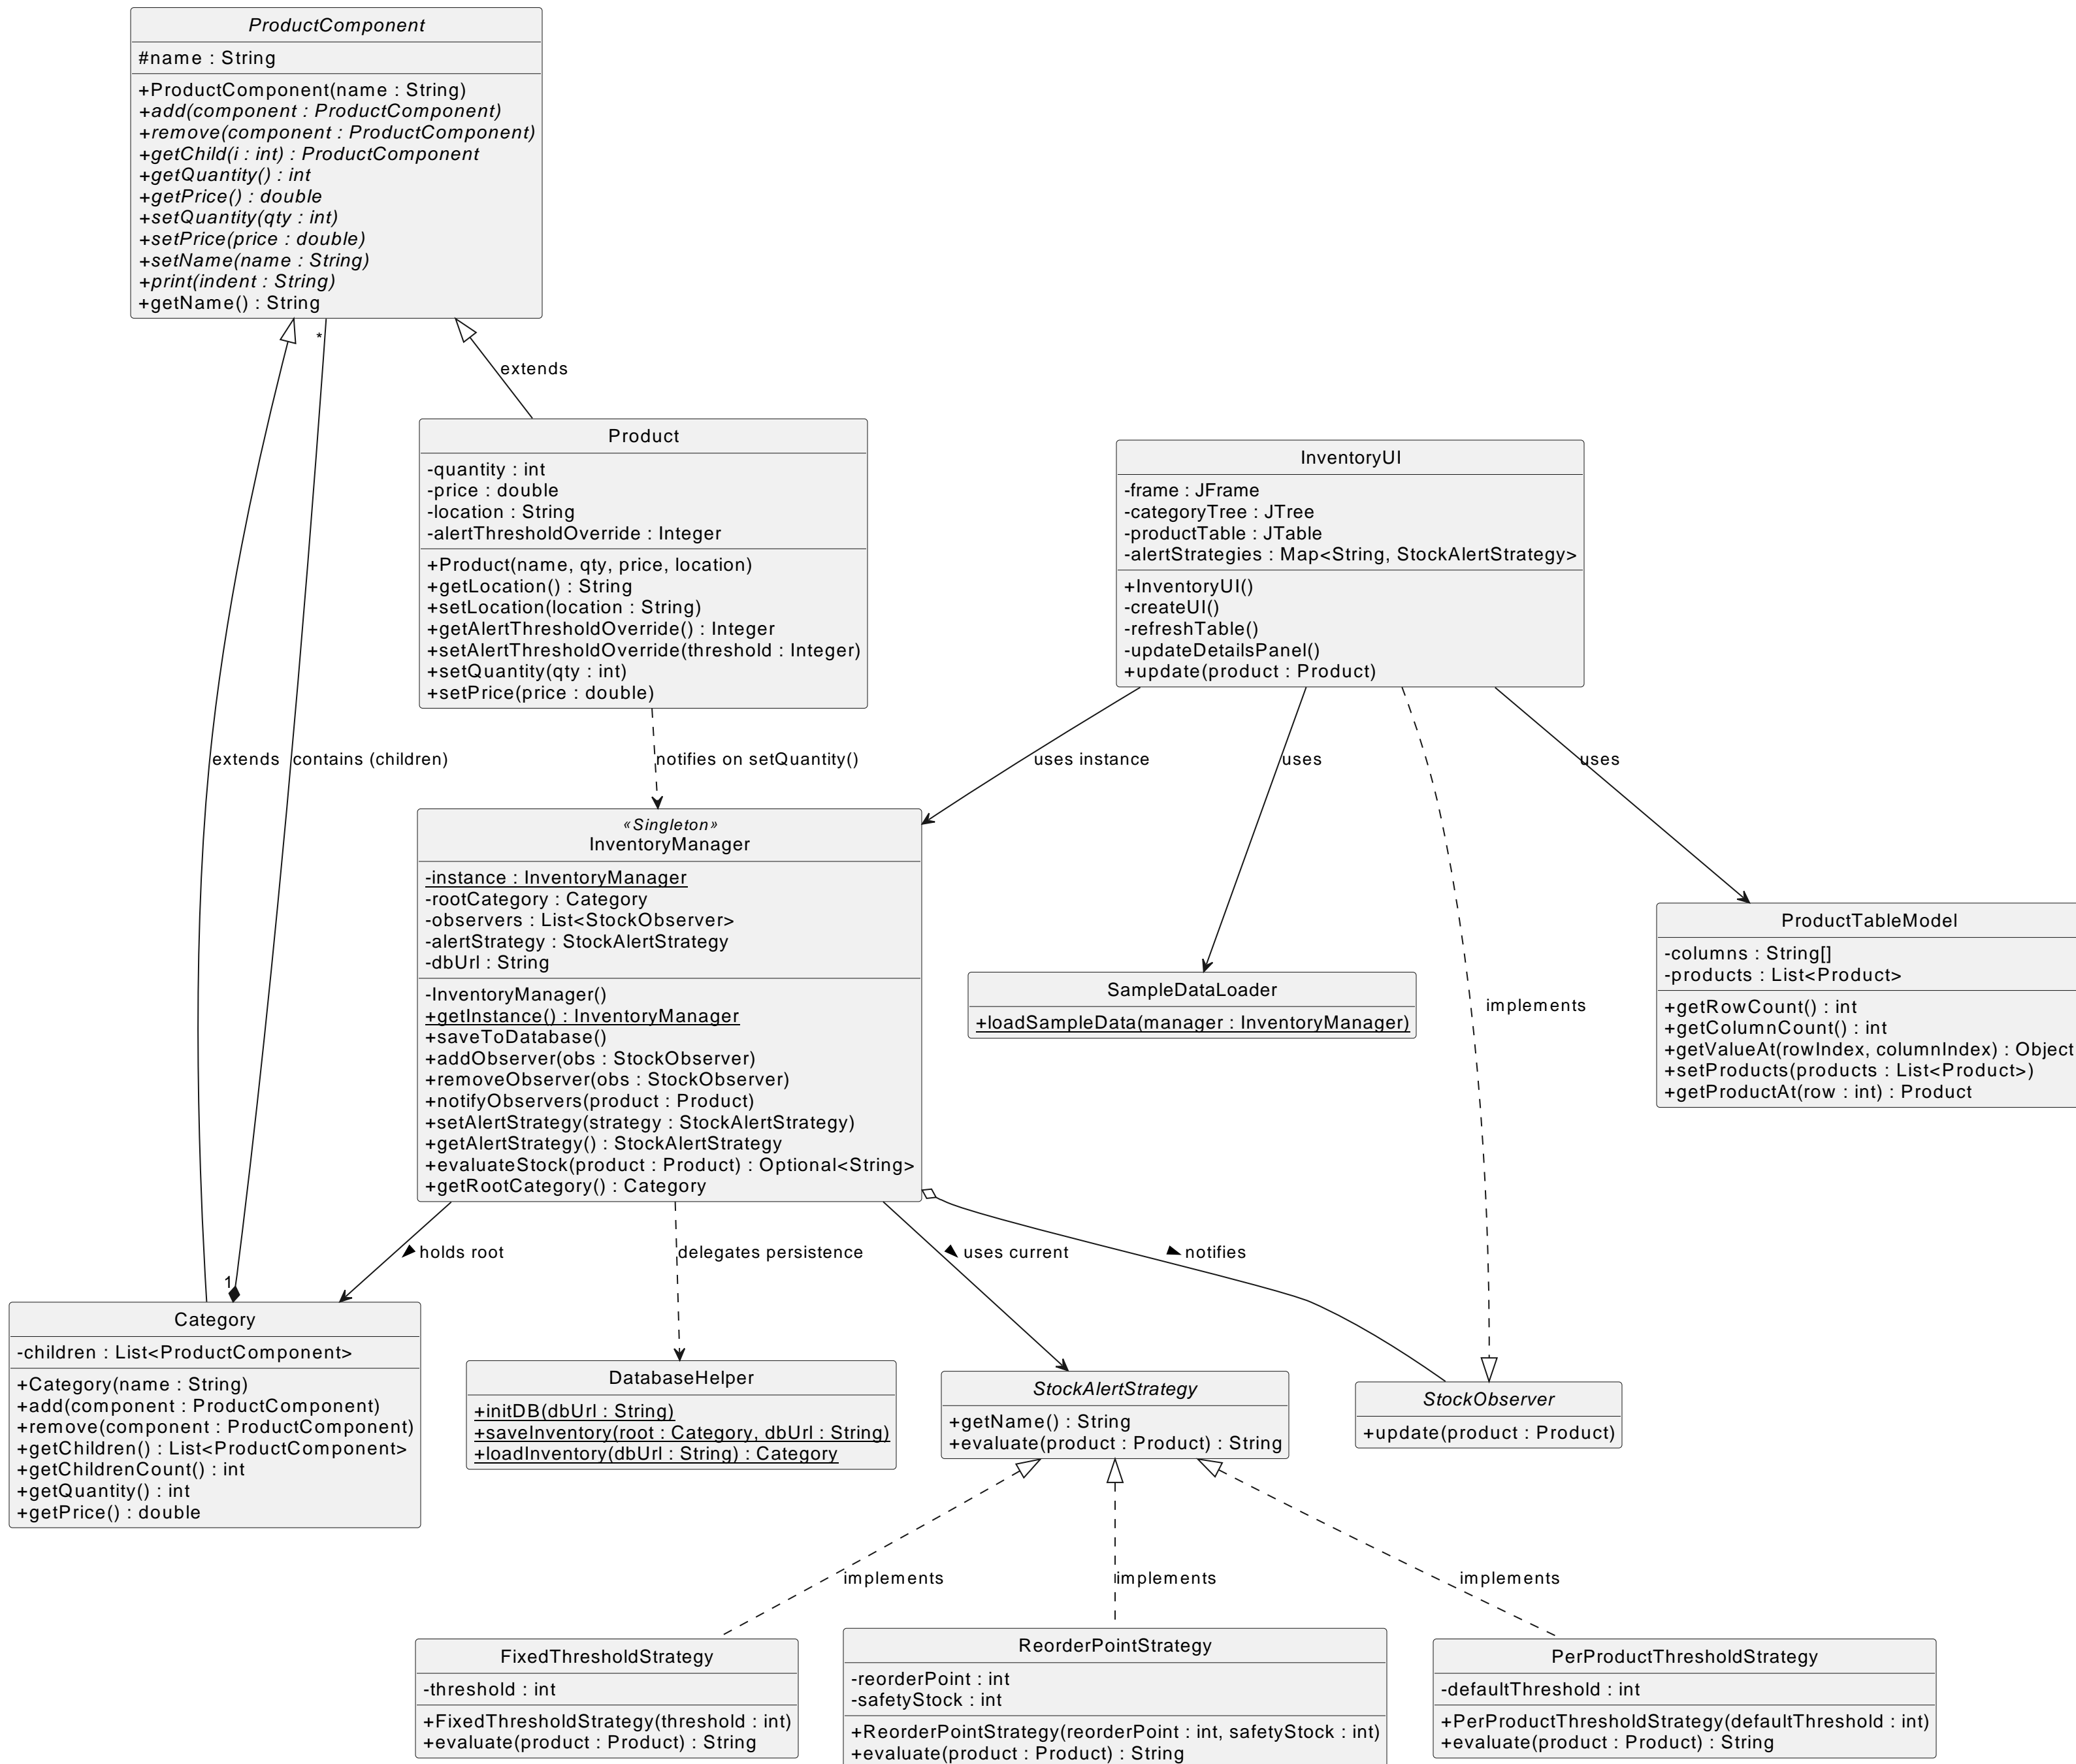 ProductComponent
#name : String
+ProductComponent(name : String)
+add(component : ProductComponent)
+remove(component : ProductComponent)
+getChild(i : int) : ProductComponent
+getQuantity() : int
+getPrice() : double
+setQuantity(qty : int)
+setPrice(price : double)
+setName(name : String)
+print(indent : String)
+getName() : String
*
extends
Product
-quantity : int
-price : double
-location : String
-alertThresholdOverride : Integer
+Product(name, qty, price, location)
+getLocation() : String
+setLocation(location : String)
+getAlertThresholdOverride() : Integer
+setAlertThresholdOverride(threshold : Integer)
+setQuantity(qty : int)
+setPrice(price : double)
InventoryUI
-frame : JFrame
-categoryTree : JTree
-productTable : JTable
-alertStrategies : Map<String, StockAlertStrategy>
+InventoryUI()
-createUI()
-refreshTable()
-updateDetailsPanel()
+update(product : Product)
extends
contains (children)
notifies on setQuantity()
uses instance
uses
uses
«Singleton»
InventoryManager
-instance : InventoryManager
-rootCategory : Category
-observers : List<StockObserver>
-alertStrategy : StockAlertStrategy
-dbUrl : String
-InventoryManager()
+getInstance() : InventoryManager
+saveToDatabase()
+addObserver(obs : StockObserver)
+removeObserver(obs : StockObserver)
+notifyObservers(product : Product)
+setAlertStrategy(strategy : StockAlertStrategy)
+getAlertStrategy() : StockAlertStrategy
+evaluateStock(product : Product) : Optional<String>
+getRootCategory() : Category
SampleDataLoader
+loadSampleData(manager : InventoryManager)
implements
ProductTableModel
-columns : String[]
-products : List<Product>
+getRowCount() : int
+getColumnCount() : int
+getValueAt(rowIndex, columnIndex) : Object
+setProducts(products : List<Product>)
+getProductAt(row : int) : Product
holds root
delegates persistence
uses current
notifies
1
Category
-children : List<ProductComponent>
+Category(name : String)
+add(component : ProductComponent)
+remove(component : ProductComponent)
+getChildren() : List<ProductComponent>
+getChildrenCount() : int
+getQuantity() : int
+getPrice() : double
DatabaseHelper
+initDB(dbUrl : String)
+saveInventory(root : Category, dbUrl : String)
+loadInventory(dbUrl : String) : Category
StockAlertStrategy
+getName() : String
+evaluate(product : Product) : String
StockObserver
+update(product : Product)
implements
implements
implements
FixedThresholdStrategy
-threshold : int
+FixedThresholdStrategy(threshold : int)
+evaluate(product : Product) : String
ReorderPointStrategy
-reorderPoint : int
-safetyStock : int
+ReorderPointStrategy(reorderPoint : int, safetyStock : int)
+evaluate(product : Product) : String
PerProductThresholdStrategy
-defaultThreshold : int
+PerProductThresholdStrategy(defaultThreshold : int)
+evaluate(product : Product) : String